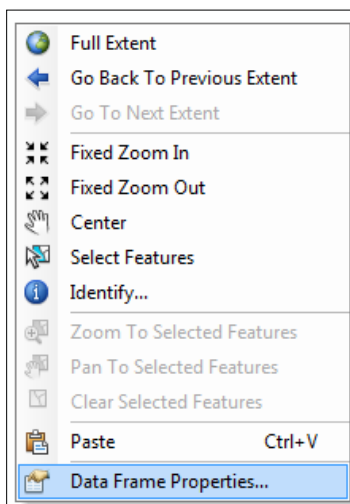 Full Extent
Go Back To Previous Extent
Go To Next Extent
Fixed Zoom In
Fixed Zoom Out
Center
Select Features
Identify...
Zoom To Selected Features
Pan To Selected Features
Clear Selected Features
Paste Ctrl+V
Data Frame Properties...